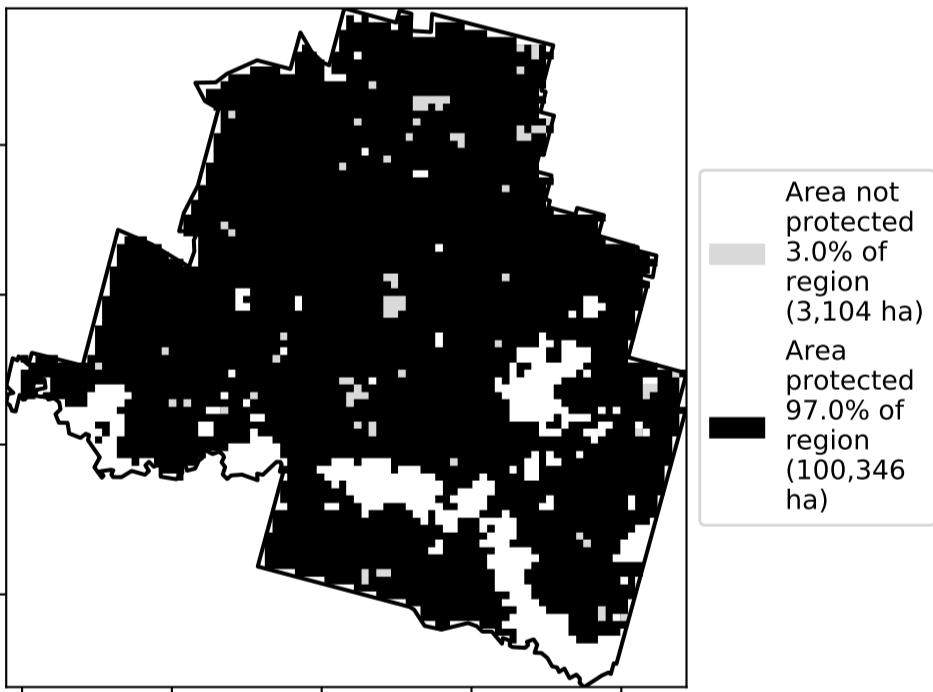 Area not
protected
3.0% of
region
(3,104 ha)
Area
protected
97.0% of
region
(100,346
ha)